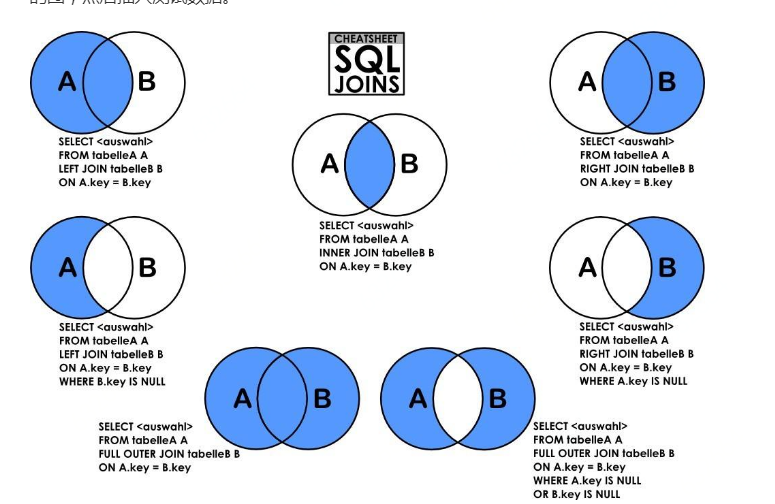 CHEATSHEET
SQL
JOINS
A B
SELECT <auswahl>
FROM tabelleA A
LEFT JOIN tabelleB B
ON A.key = B.key
A B
SELECT <auswahl>
FROM tabelleA A
INNER JOIN tabelleB B
ON A.key = B.key
A B
SELECT <auswahl>
FROM tabelleA A
RIGHT JOIN tabelleB B
ON A.key = B.key
A B
SELECT <auswahl>
FROM tabelleA A
LEFT JOIN tabelleB B
ON A.key = B.key
WHERE B.key IS NULL
A B
SELECT <auswahl>
FROM tabelleA A
RIGHT JOIN tabelleB B
ON A.key = B.key
WHERE A.key IS NULL
A B
SELECT <auswahl>
FROM tabelleA A
FULL OUTER JOIN tabelleB B
ON A.key = B.key
A B
SELECT <auswahl>
FROM tabelleA A
FULL OUTER JOIN tabelleB B
ON A.key = B.key
WHERE A.key IS NULL
OR B.key IS NULL